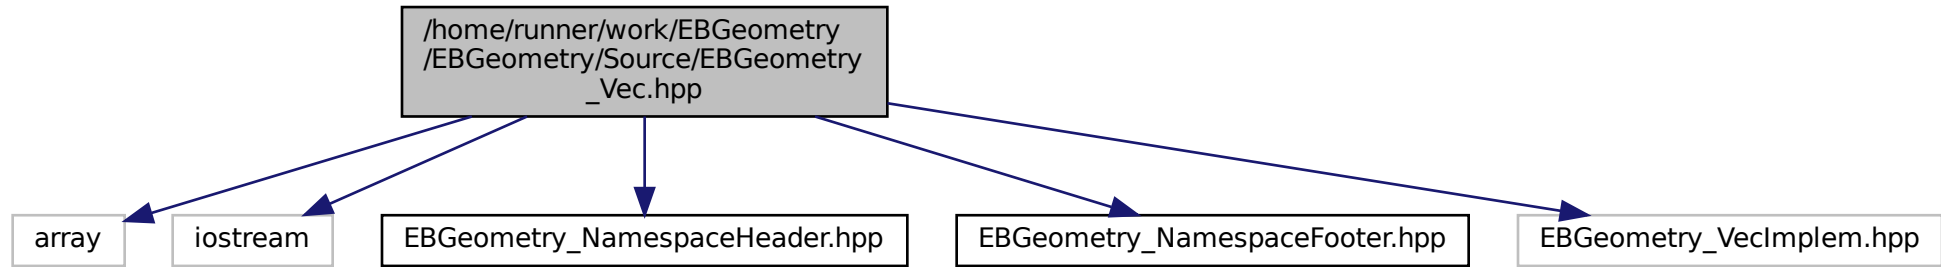 /home/runner/work/EBGeometry
/EBGeometry/Source/EBGeometry
_Vec.hpp
array
iostream
EBGeometry_NamespaceHeader.hpp
EBGeometry_NamespaceFooter.hpp
EBGeometry_VecImplem.hpp